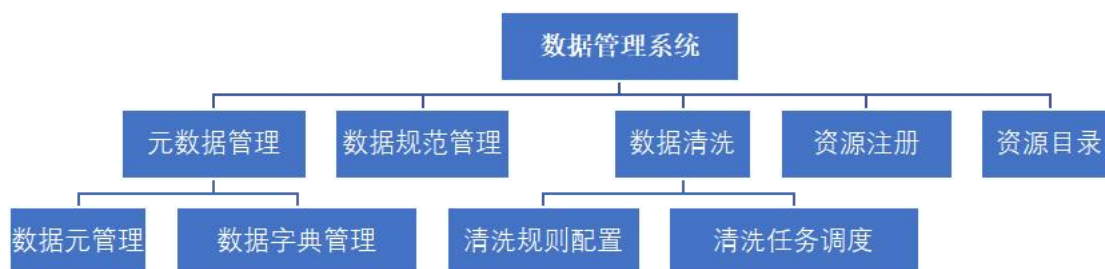 数据管理系统
元数据管理
数据规范管理
数据清洗
资源注册
资源目录
数据元管理
数据字典管理
清洗规则配置
清洗任务调度